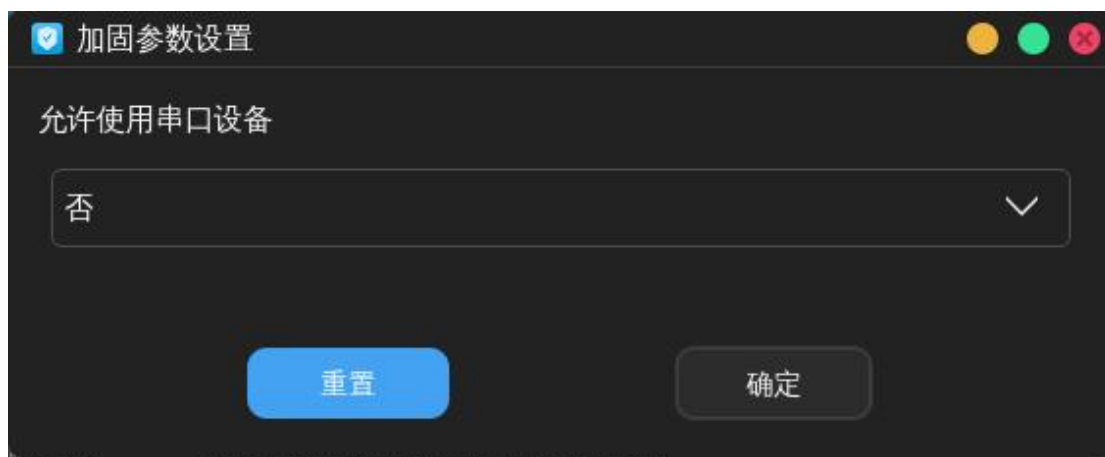 加固参数设置
允许使用串口设备
否
重置
确定